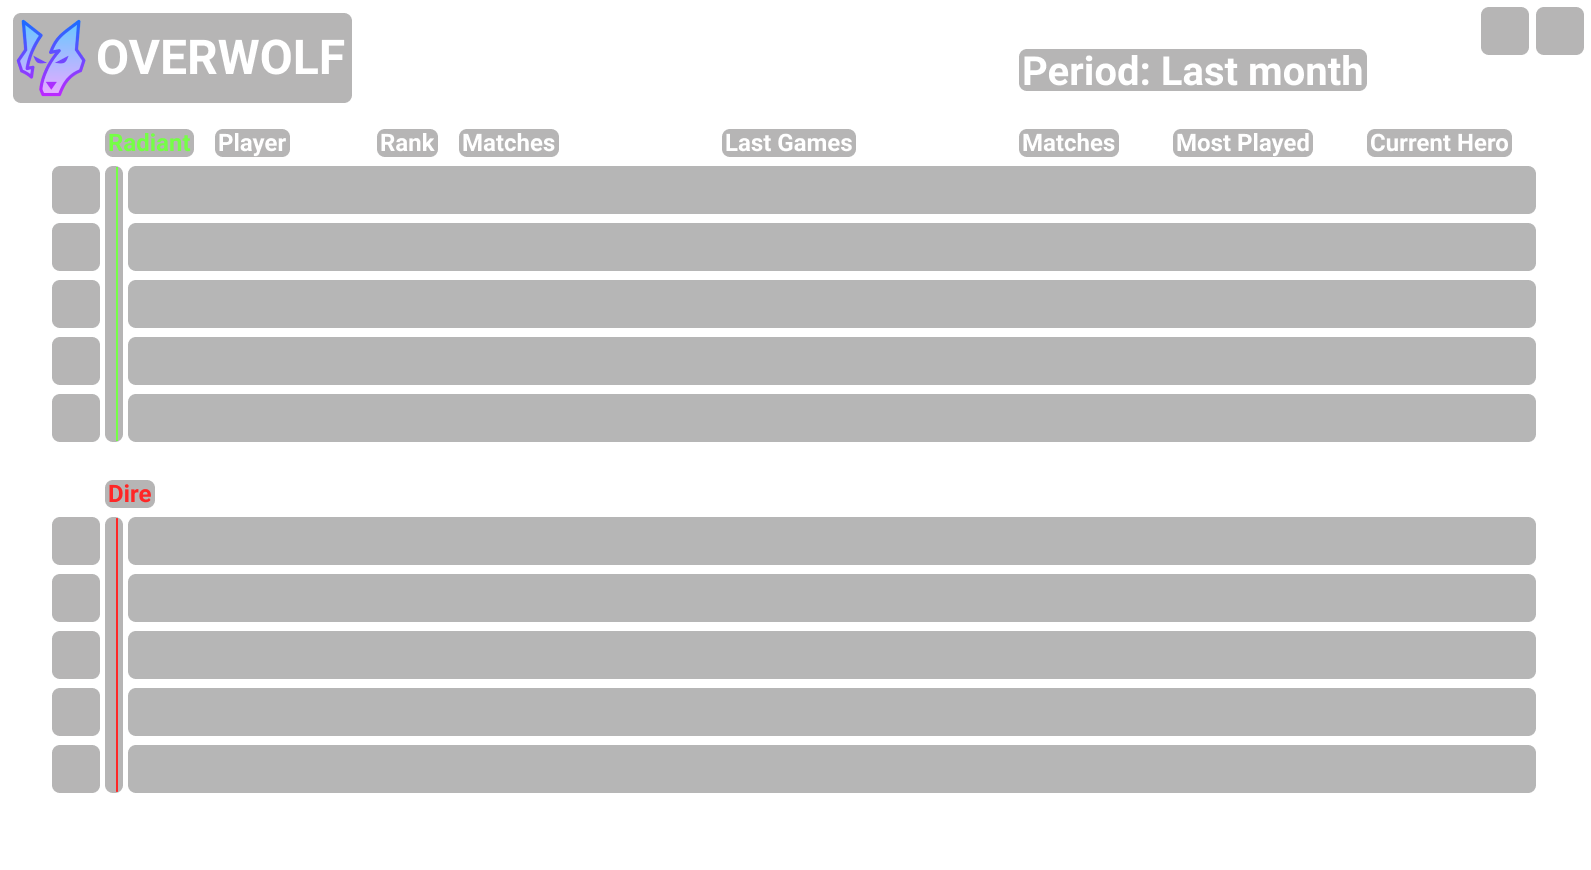 OVERWOLF
Period: Last month
Radiant Player Rank Matches Last Games Matches Most Played Current Hero
Dire